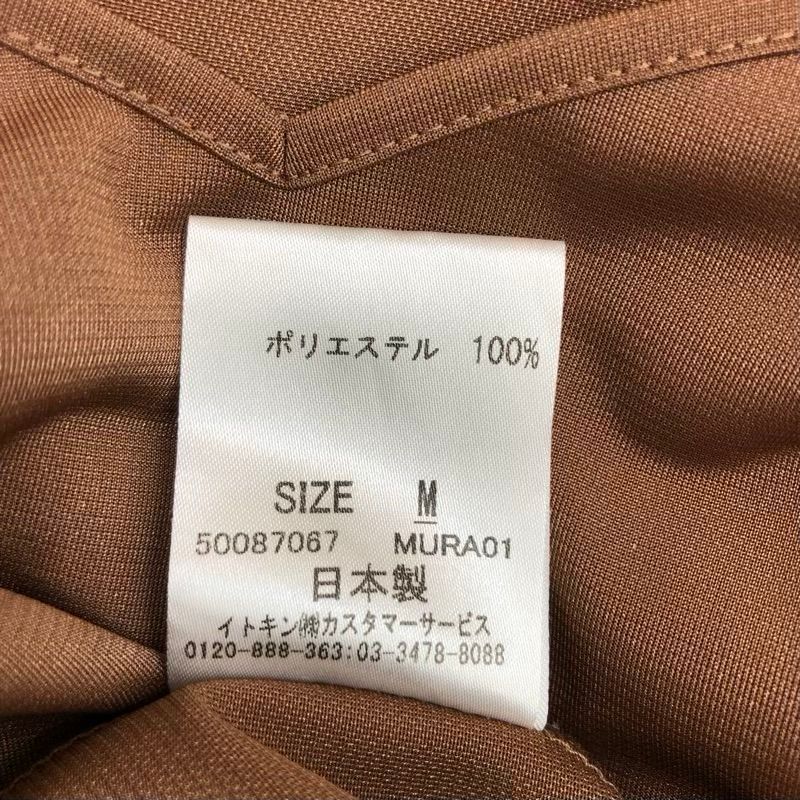 ポリエステル 100%
SIZE M
50087067 MURA01
日本製
イトキン㈱カスタマーサービス
0120-888-363:03-3478-8088